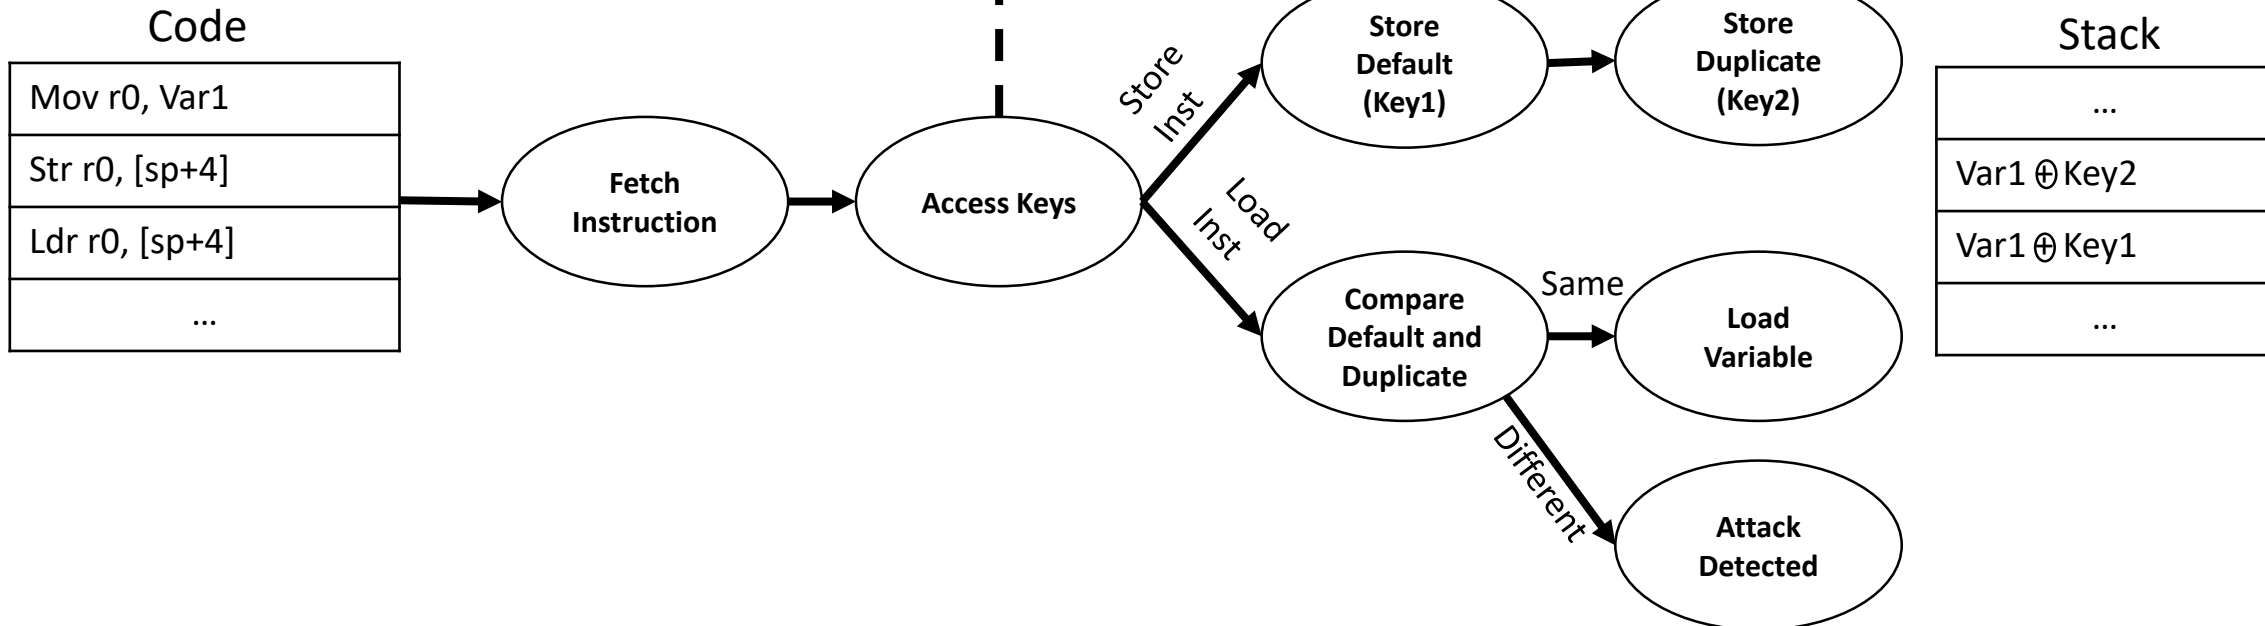 Code
Mov r0, Var1
Str r0, [sp+4]
Ldr r0, [sp+4]
...
Fetch
Instruction
Access Keys
Store
Inst
Load
Inst
Store
Default
(Key1)
Store
Duplicate
(Key2)
Compare
Default and
Duplicate
Same
Load
Variable
Different
Attack
Detected
Stack
...
Var1 ⊕ Key2
Var1 ⊕ Key1
...